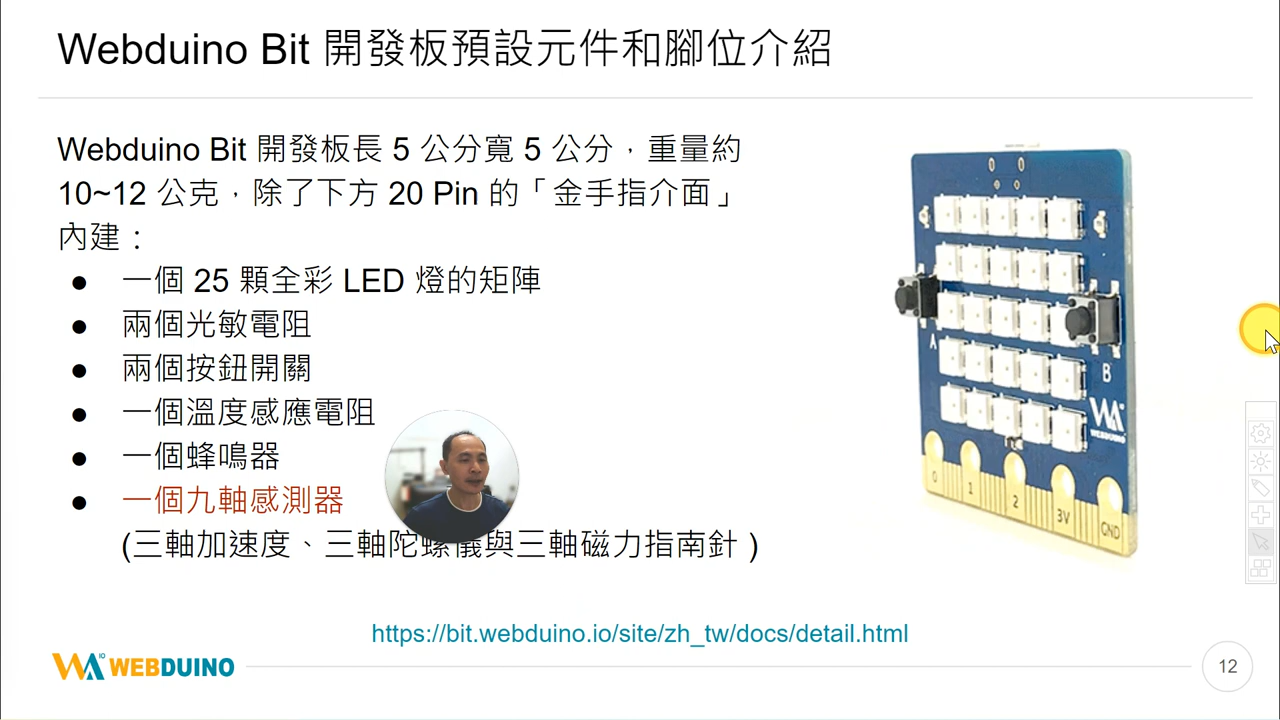 Webduino Bit 開發板預設元件和腳位介紹
Webduino Bit 開發板長 5 公分寬 5 公分，重量約
10~12 公克，除了下方 20 Pin 的「金手指介面」
內建：
● 一個 25 顆全彩 LED 燈的矩陣
● 兩個光敏電阻
● 兩個按鈕開關
● 一個溫度感應電阻
● 一個蜂鳴器
● 一個九軸感測器
(三軸加速度、三軸陀螺儀與三軸磁力指南針 )
A
B
WEBDUINO
0
1
2
3V
GND
https://bit.webduino.io/site/zh_tw/docs/detail.html
WEBDUINO
12